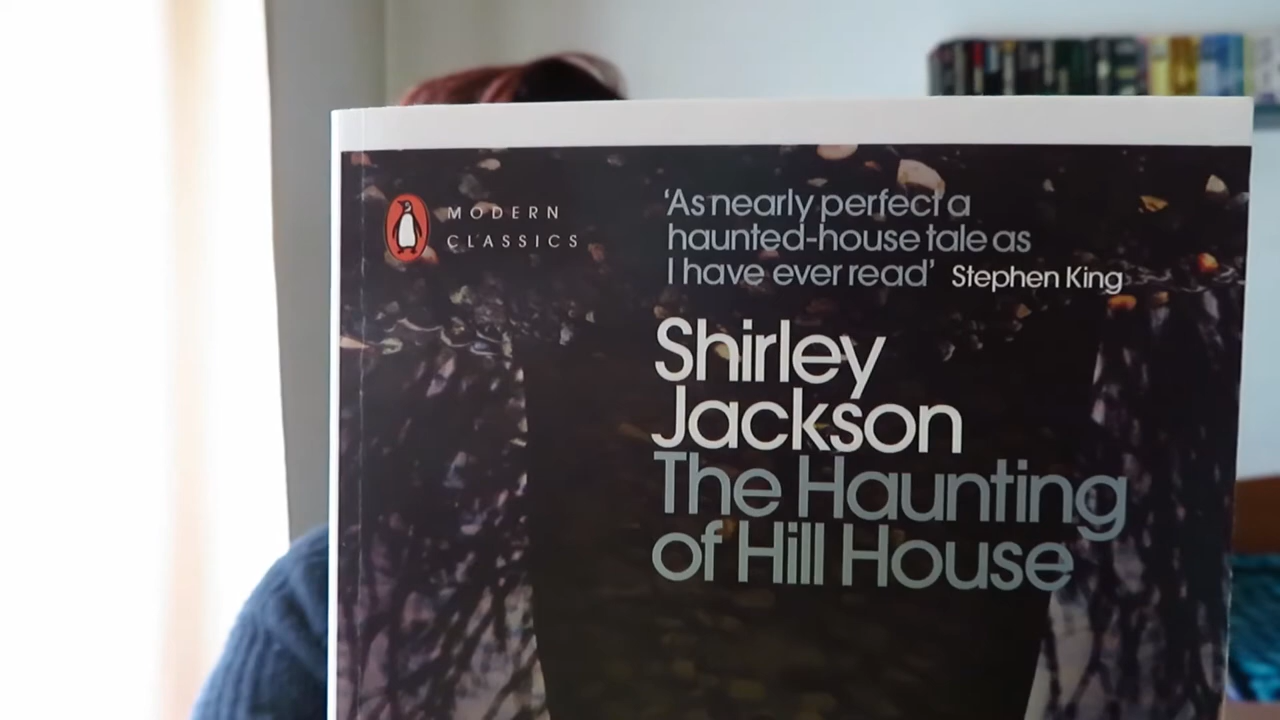 MODERN
CLASSICS
‘As nearly perfect a
haunted-house tale as
I have ever read’ Stephen King
Shirley
Jackson
The Haunting
of Hill House